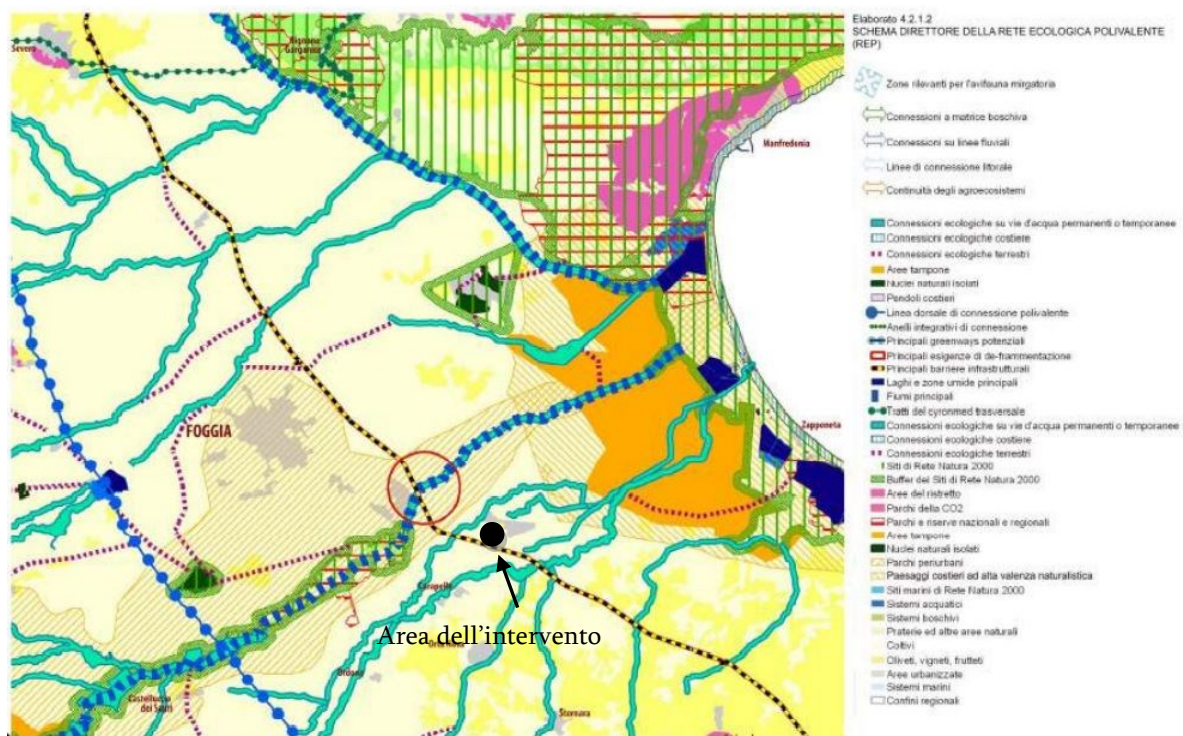 Severo
Rignano
Garganico
Manfredonia
FOGGIA
Zapponeta
Carapelle
Area dell'intervento
Orta Nova
Ordona
Castelluccio
dei Sauri
Stornara
Elaborato 4.2.1.2
SCHEMA DIRETTORE DELLA RETE ECOLOGICA POLIVALENTE
(REP)
Zone rilevanti per l'avifauna mirgatoria
Connessioni a matrice boschiva
Connessioni su linee fluviali
Linee di connessione litorale
Continuità degli agroecosistemi
Connessioni ecologiche su vie d'acqua permanenti o temporanee
Connessioni ecologiche costiere
Connessioni ecologiche terrestri
Aree tampone
Nuclei naturali isolati
Pendoli costieri
Linea dorsale di connessione polivalente
Anelli integrativi di connessione
Principali greenways potenziali
Principali esigenze di de-frammentazione
Principali barriere infrastrutturali
Laghi e zone umide principali
Fiumi principali
Tratti del cyronmed trasversale
Connessioni ecologiche su vie d'acqua permanenti o temporanee
Connessioni ecologiche costiere
Connessioni ecologiche terrestri
Siti di Rete Natura 2000
Buffer dei Siti di Rete Natura 2000
Aree del ristretto
Parchi della CO2
Parchi e riserve nazionali e regionali
Aree tampone
Nuclei naturali isolati
Parchi periurbani
Paesaggi costieri ad alta valenza naturalistica
Siti marini di Rete Natura 2000
Sistemi acquatici
Sistemi boschivi
Praterie ed altre aree naturali
Coltivi
Oliveti, vigneti, frutteti
Aree urbanizzate
Sistemi marini
Confini regionali